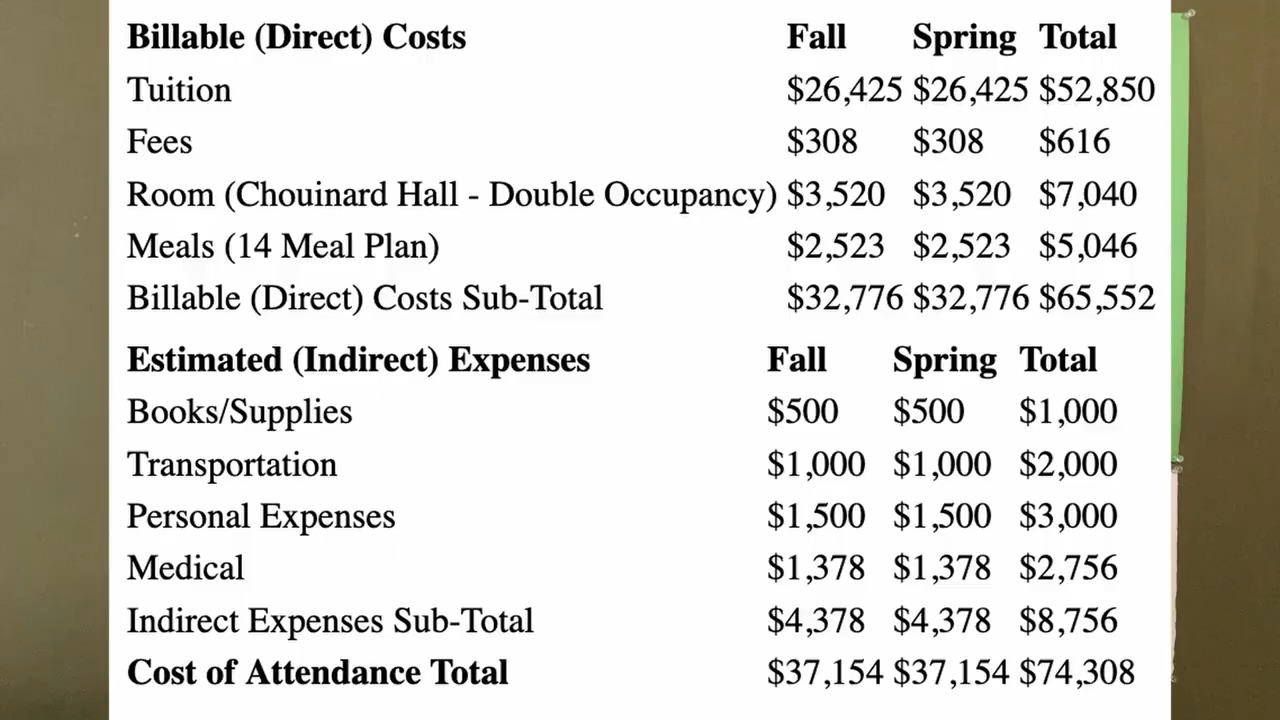 Billable (Direct) Costs Fall Spring Total
Tuition $26,425 $26,425 $52,850
Fees $308 $308 $616
Room (Chouinard Hall - Double Occupancy) $3,520 $3,520 $7,040
Meals (14 Meal Plan) $2,523 $2,523 $5,046
Billable (Direct) Costs Sub-Total $32,776 $32,776 $65,552
Estimated (Indirect) Expenses Fall Spring Total
Books/Supplies $500 $500 $1,000
Transportation $1,000 $1,000 $2,000
Personal Expenses $1,500 $1,500 $3,000
Medical $1,378 $1,378 $2,756
Indirect Expenses Sub-Total $4,378 $4,378 $8,756
Cost of Attendance Total $37,154 $37,154 $74,308